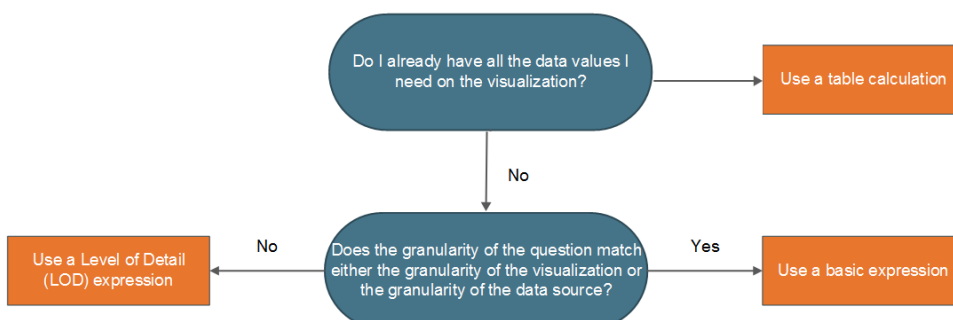 Do I already have all the data values I
need on the visualization?
Use a table calculation
No
Use a Level of Detail
(LOD) expression
No
Does the granularity of the question match
either the granularity of the visualization or
the granularity of the data source?
Yes
Use a basic expression